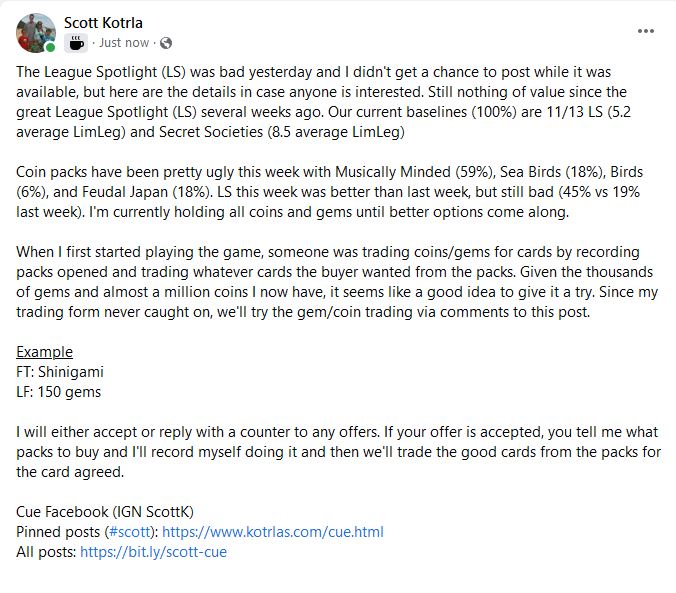 Scott Kotrla
· Just now ·
The League Spotlight (LS) was bad yesterday and I didn't get a chance to post while it was
available, but here are the details in case anyone is interested. Still nothing of value since the
great League Spotlight (LS) several weeks ago. Our current baselines (100%) are 11/13 LS (5.2
average LimLeg) and Secret Societies (8.5 average LimLeg)
Coin packs have been pretty ugly this week with Musically Minded (59%), Sea Birds (18%), Birds
(6%), and Feudal Japan (18%). LS this week was better than last week, but still bad (45% vs 19%
last week). I'm currently holding all coins and gems until better options come along.
When I first started playing the game, someone was trading coins/gems for cards by recording
packs opened and trading whatever cards the buyer wanted from the packs. Given the thousands
of gems and almost a million coins I now have, it seems like a good idea to give it a try. Since my
trading form never caught on, we'll try the gem/coin trading via comments to this post.
Example
FT: Shinigami
LF: 150 gems
I will either accept or reply with a counter to any offers. If your offer is accepted, you tell me what
packs to buy and I'll record myself doing it and then we'll trade the good cards from the packs for
the card agreed.
Cue Facebook (IGN ScottK)
Pinned posts (#scott): https://www.kotrlas.com/cue.html
All posts: https://bit.ly/scott-cue